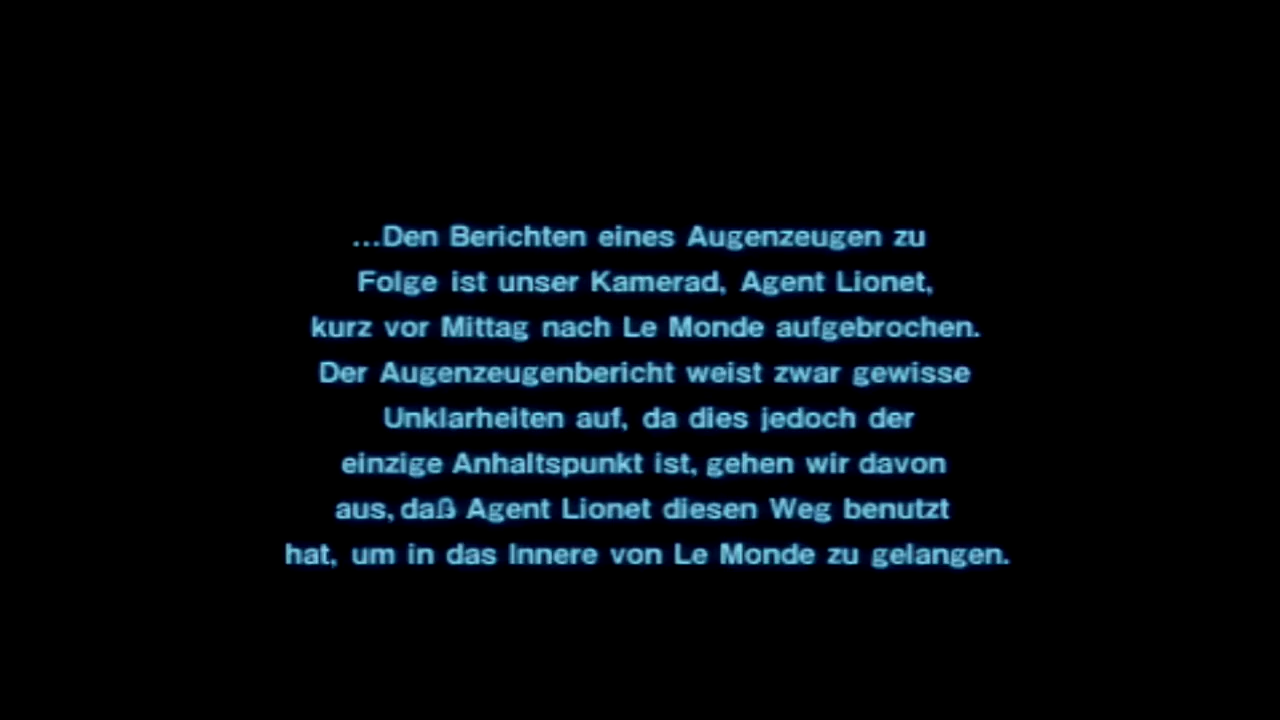 ...Den Berichten eines Augenzeugen zu
Folge ist unser Kamerad, Agent Lionet,
kurz vor Mittag nach Le Monde aufgebrochen.
Der Augenzeugenbericht weist zwar gewisse
Unklarheiten auf, da dies jedoch der
einzige Anhaltspunkt ist, gehen wir davon
aus, daß Agent Lionet diesen Weg benutzt
hat, um in das Innere von Le Monde zu gelangen.